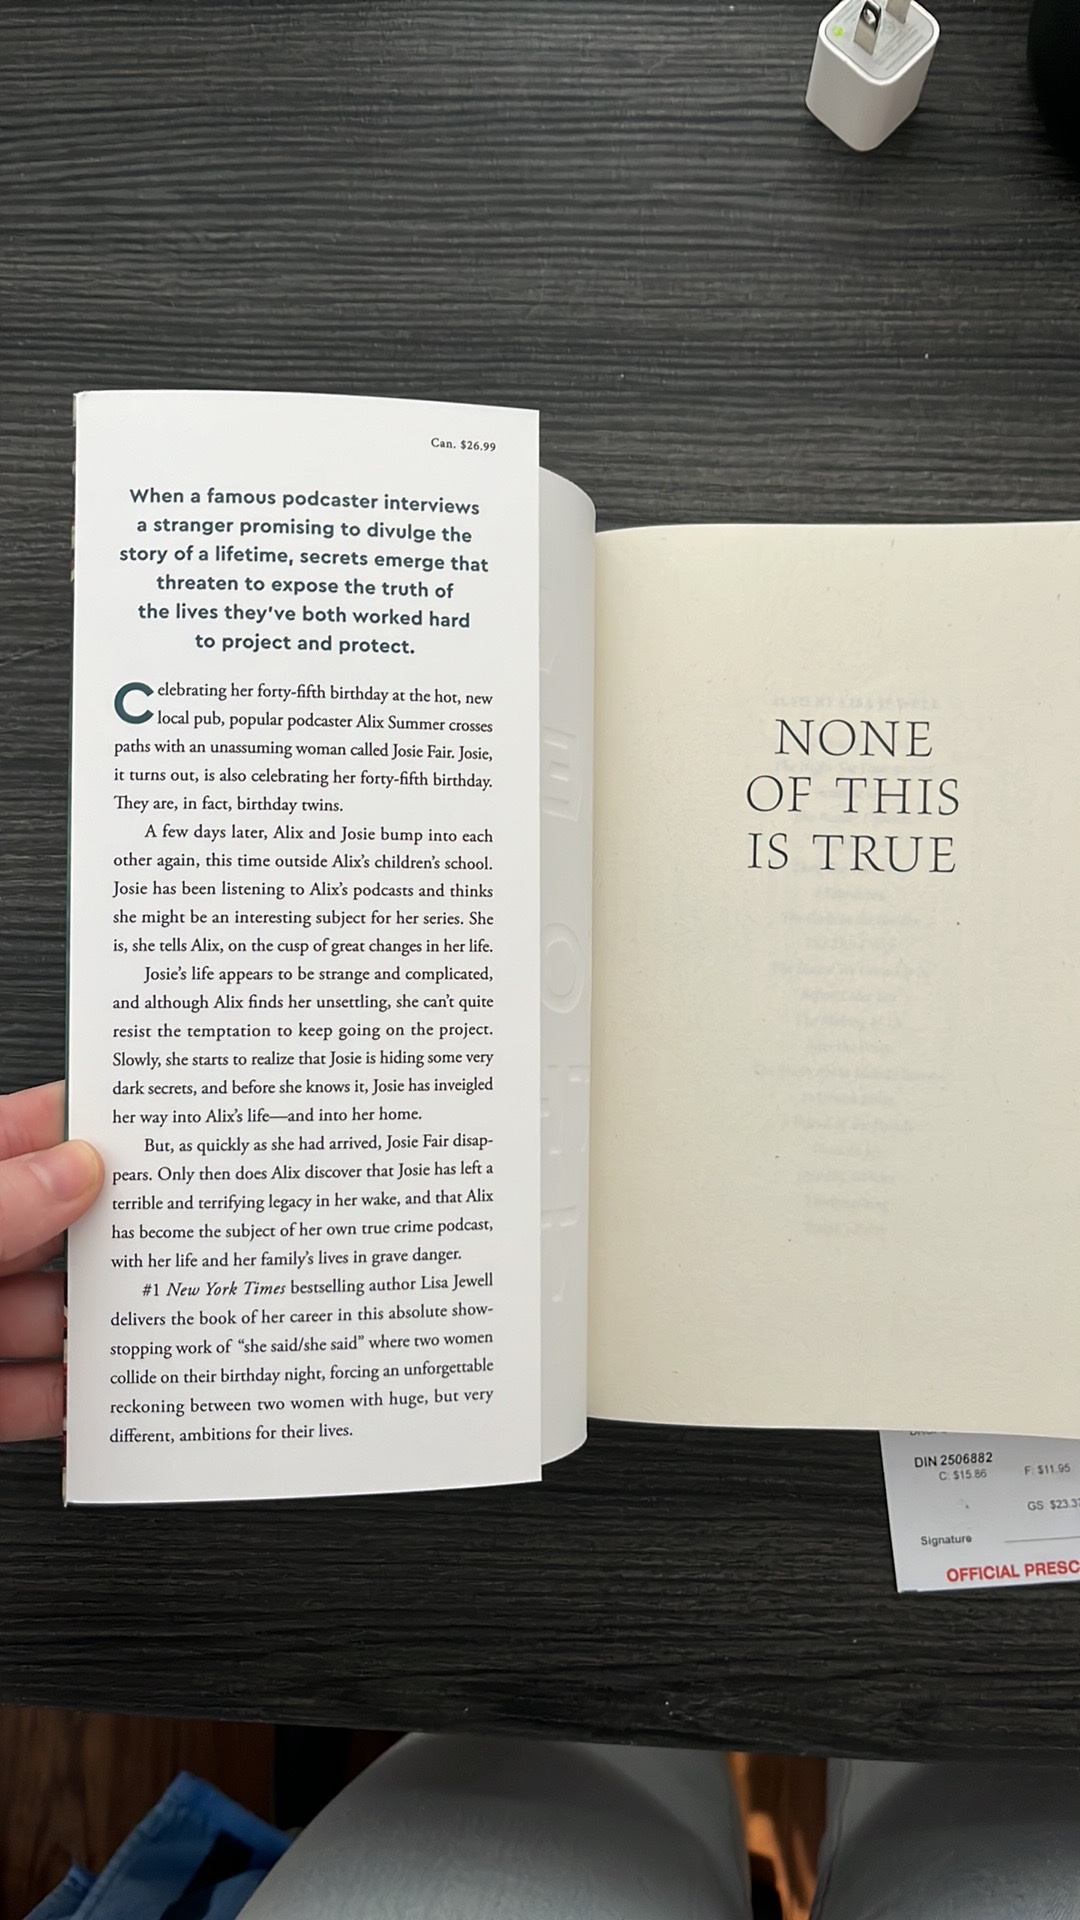 Can. $26.99
When a famous podcaster interviews
a stranger promising to divulge the
story of a lifetime, secrets emerge that
threaten to expose the truth of
the lives they've both worked hard
to project and protect.
Celebrating her forty-fifth birthday at the hot, new
local pub, popular podcaster Alix Summer crosses
paths with an unassuming woman called Josie Fair. Josie,
it turns out, is also celebrating her forty-fifth birthday.
They are, in fact, birthday twins.
A few days later, Alix and Josie bump into each
other again, this time outside Alix's children's school.
Josie has been listening to Alix's podcasts and thinks
she might be an interesting subject for her series. She
is, she tells Alix, on the cusp of great changes in her life.
Josie's life appears to be strange and complicated,
and although Alix finds her unsettling, she can't quite
resist the temptation to keep going on the project.
Slowly, she starts to realize that Josie is hiding some very
dark secrets, and before she knows it, Josie has inveigled
her way into Alix's life—and into her home.
But, as quickly as she had arrived, Josie Fair disap-
pears. Only then does Alix discover that Josie has left a
terrible and terrifying legacy in her wake, and that Alix
has become the subject of her own true crime podcast,
with her life and her family's lives in grave danger.
#1 New York Times bestselling author Lisa Jewell
delivers the book of her career in this absolute show-
stopping work of “she said/she said” where two women
collide on their birthday night, forcing an unforgettable
reckoning between two women with huge, but very
different, ambitions for their lives.
NONE
OF THIS
IS TRUE
DIN 2506882
C: $15.86 F: $11.95
GS $23.3
Signature
OFFICIAL PRESC